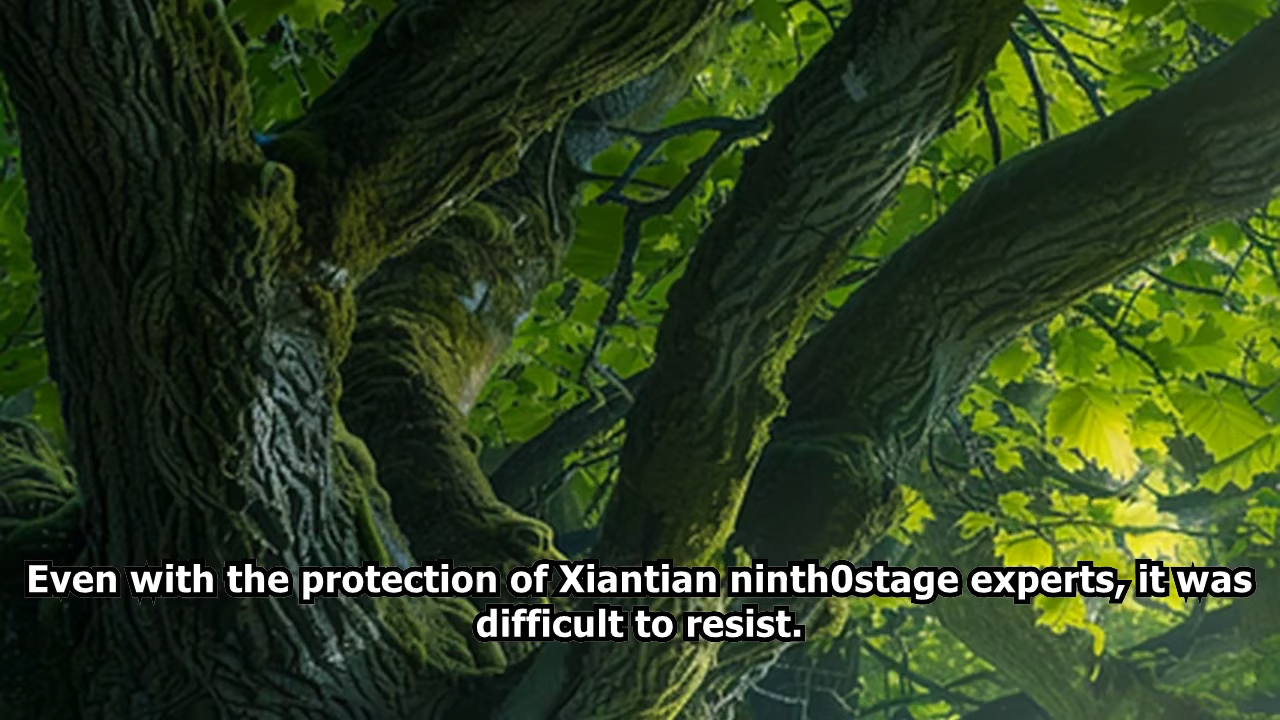 Even with the protection of Xiantian ninth0stage experts, it was
difficult to resist.